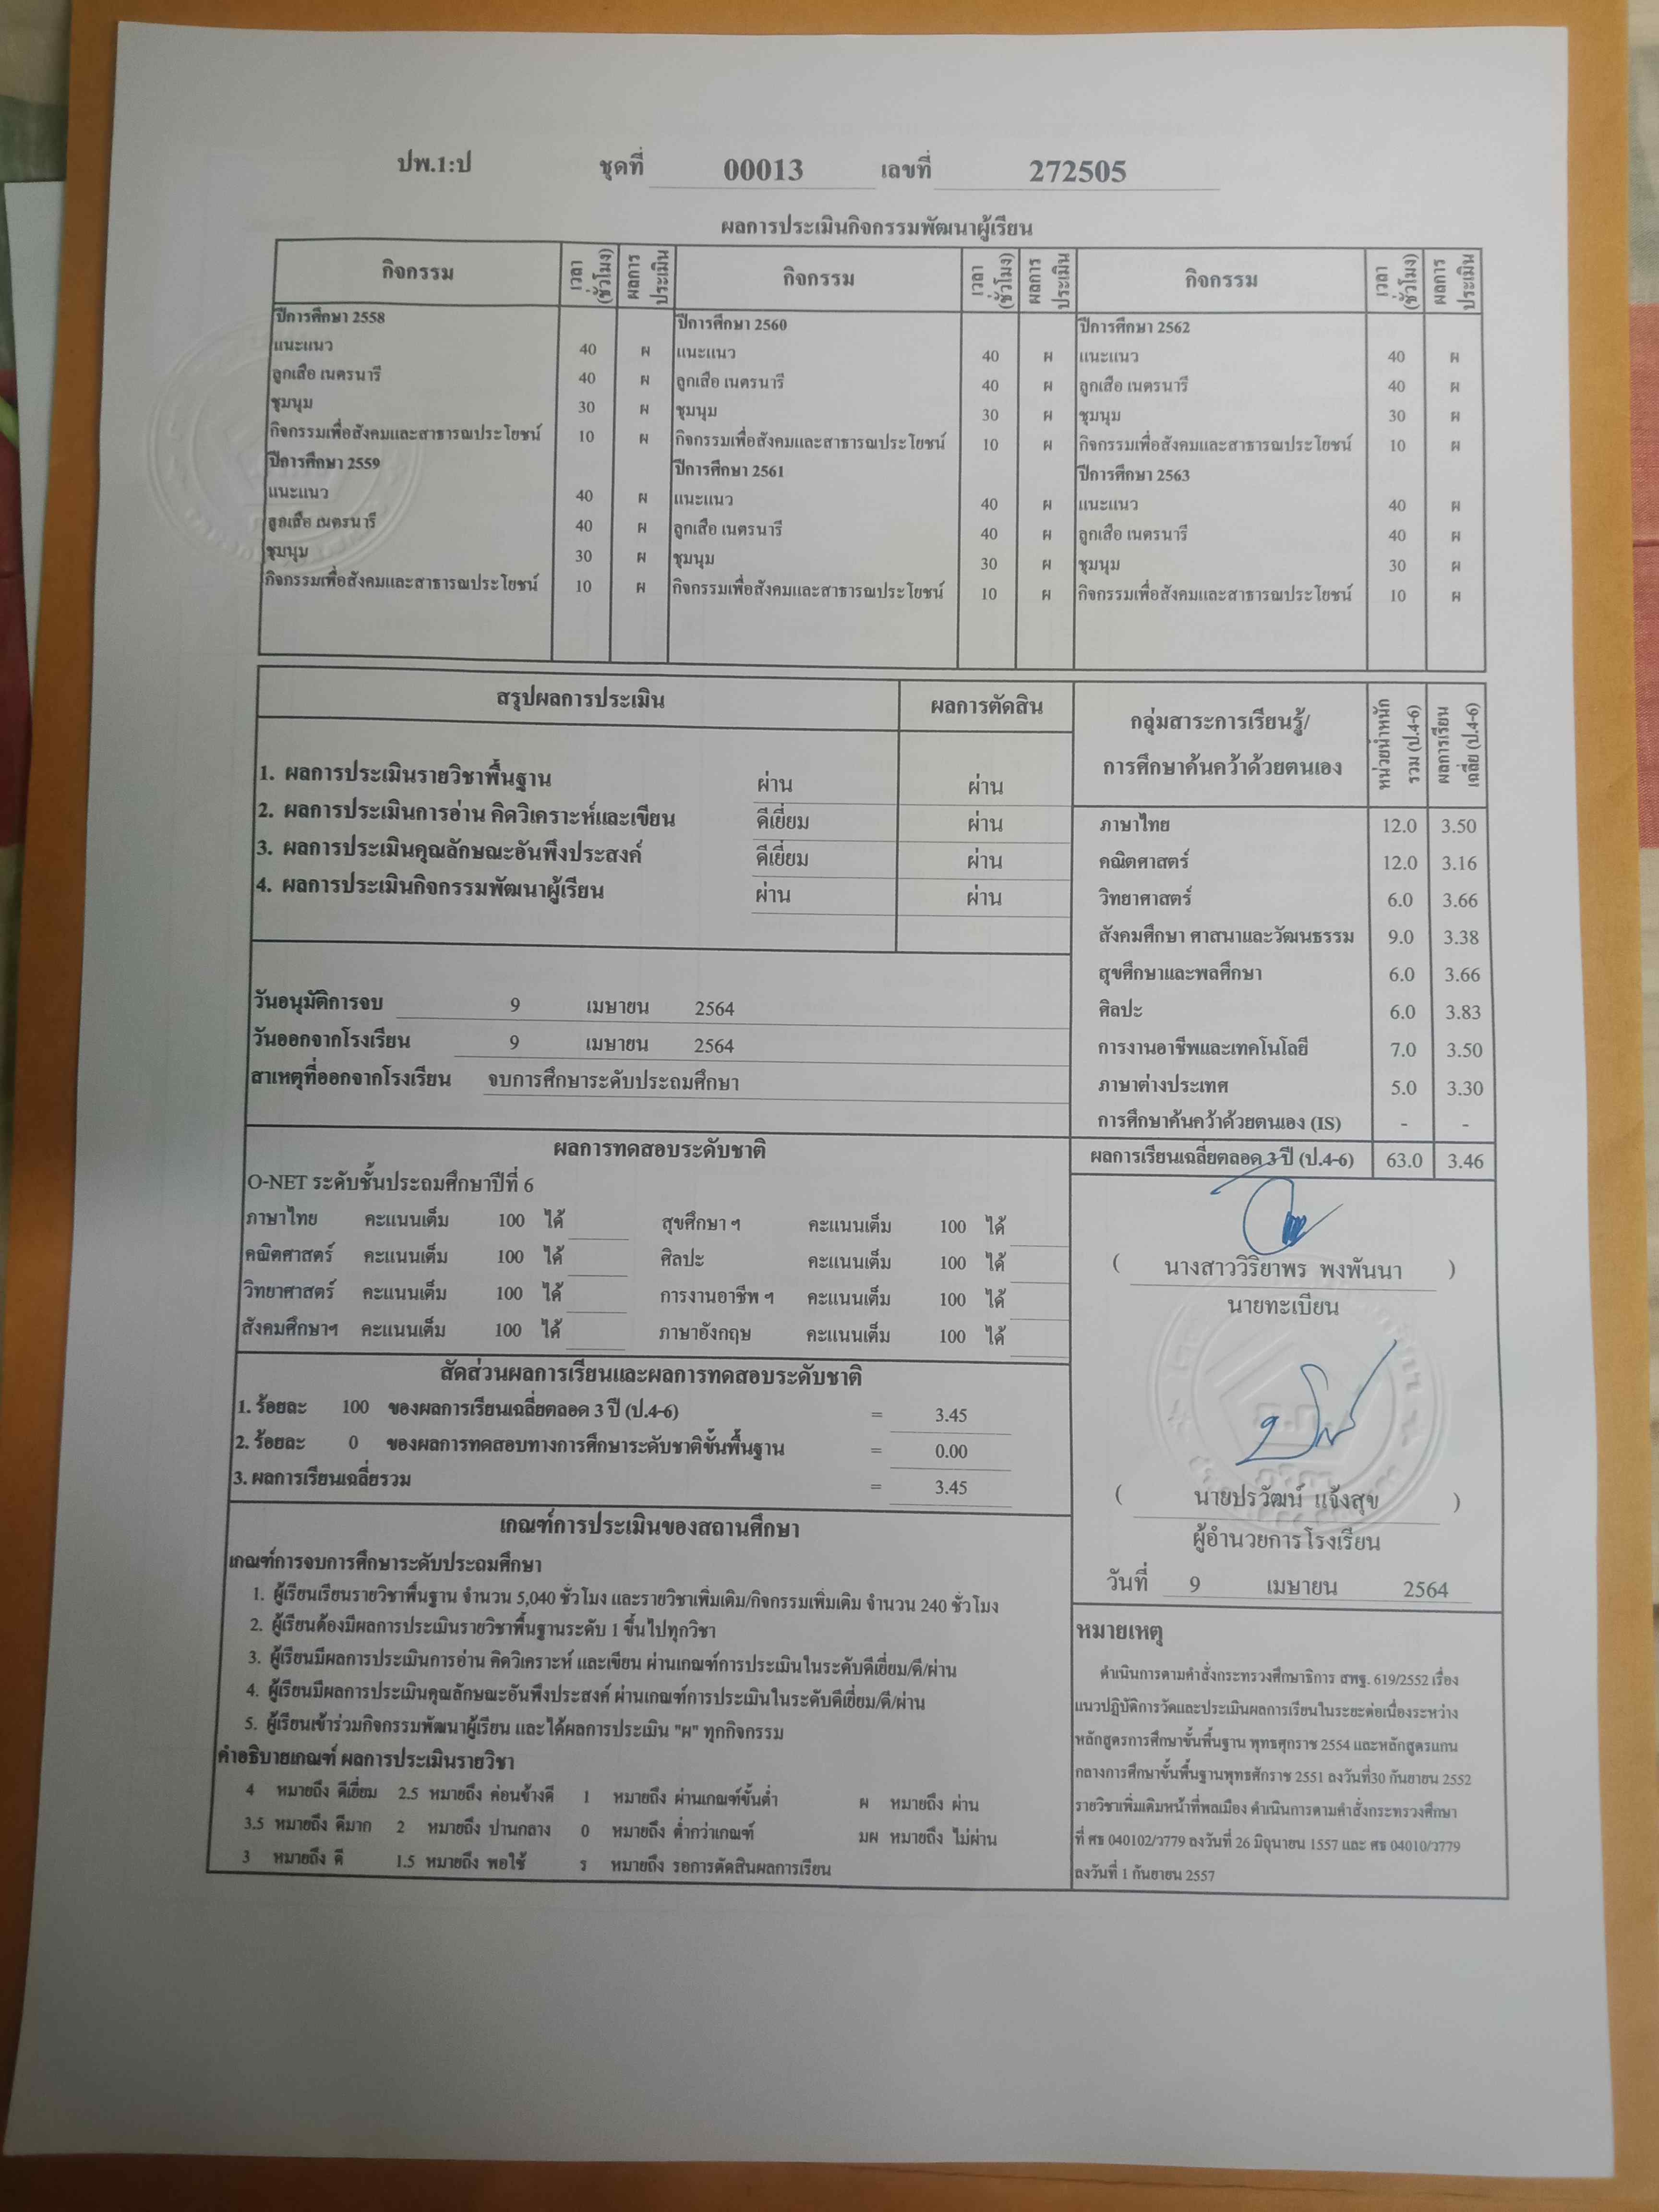 ปพ.1:ป ชุดที่ 00013 เลขที่ 272505
ผลการประเมินกิจกรรมพัฒนาผู้เรียน
กิจกรรม เวลา (ชั่วโมง) ผลการประเมิน กิจกรรม เวลา (ชั่วโมง) ผลการประเมิน กิจกรรม เวลา (ชั่วโมง) ผลการประเมิน
ปีการศึกษา 2558 ปีการศึกษา 2560 ปีการศึกษา 2562
แนะแนว 40 ผ แนะแนว 40 ผ แนะแนว 40 ผ
ลูกเสือ เนตรนารี 40 ผ ลูกเสือ เนตรนารี 40 ผ ลูกเสือ เนตรนารี 40 ผ
ชุมนุม 30 ผ ชุมนุม 30 ผ ชุมนุม 30 ผ
กิจกรรมเพื่อสังคมและสาธารณประโยชน์ 10 ผ กิจกรรมเพื่อสังคมและสาธารณประโยชน์ 10 ผ กิจกรรมเพื่อสังคมและสาธารณประโยชน์ 10 ผ
ปีการศึกษา 2559 ปีการศึกษา 2561 ปีการศึกษา 2563
แนะแนว 40 ผ แนะแนว 40 ผ แนะแนว 40 ผ
ลูกเสือ เนตรนารี 40 ผ ลูกเสือ เนตรนารี 40 ผ ลูกเสือ เนตรนารี 40 ผ
ชุมนุม 30 ผ ชุมนุม 30 ผ ชุมนุม 30 ผ
กิจกรรมเพื่อสังคมและสาธารณประโยชน์ 10 ผ กิจกรรมเพื่อสังคมและสาธารณประโยชน์ 10 ผ กิจกรรมเพื่อสังคมและสาธารณประโยชน์ 10 ผ
สรุปผลการประเมิน ผลการตัดสิน
1. ผลการประเมินรายวิชาพื้นฐาน ผ่าน ผ่าน
2. ผลการประเมินการอ่าน คิดวิเคราะห์และเขียน ดีเยี่ยม ผ่าน
3. ผลการประเมินคุณลักษณะอันพึงประสงค์ ดีเยี่ยม ผ่าน
4. ผลการประเมินกิจกรรมพัฒนาผู้เรียน ผ่าน ผ่าน
วันอนุมัติการจบ 9 เมษายน 2564
วันออกจากโรงเรียน 9 เมษายน 2564
สาเหตุที่ออกจากโรงเรียน จบการศึกษาระดับประถมศึกษา
กลุ่มสาระการเรียนรู้/
การศึกษาค้นคว้าด้วยตนเอง
หน่วยน้ำหนัก รวม (ป.4-6)
ผลการเรียน เฉลี่ย (ป.4-6)
ภาษาไทย 12.0 3.50
คณิตศาสตร์ 12.0 3.16
วิทยาศาสตร์ 6.0 3.66
สังคมศึกษา ศาสนาและวัฒนธรรม 9.0 3.38
สุขศึกษาและพลศึกษา 6.0 3.66
ศิลปะ 6.0 3.83
การงานอาชีพและเทคโนโลยี 7.0 3.50
ภาษาต่างประเทศ 5.0 3.30
การศึกษาค้นคว้าด้วยตนเอง (IS) - -
ผลการเรียนเฉลี่ยตลอด 3 ปี (ป.4-6) 63.0 3.46
ผลการทดสอบระดับชาติ
O-NET ระดับชั้นประถมศึกษาปีที่ 6
ภาษาไทย คะแนนเต็ม 100 ได้ สุขศึกษา ฯ คะแนนเต็ม 100 ได้
คณิตศาสตร์ คะแนนเต็ม 100 ได้ ศิลปะ คะแนนเต็ม 100 ได้
วิทยาศาสตร์ คะแนนเต็ม 100 ได้ การงานอาชีพ ฯ คะแนนเต็ม 100 ได้
สังคมศึกษาฯ คะแนนเต็ม 100 ได้ ภาษาอังกฤษ คะแนนเต็ม 100 ได้
สัดส่วนผลการเรียนและผลการทดสอบระดับชาติ
1. ร้อยละ 100 ของผลการเรียนเฉลี่ยตลอด 3 ปี (ป.4-6) = 3.45
2. ร้อยละ 0 ของผลการทดสอบทางการศึกษาระดับชาติขั้นพื้นฐาน = 0.00
3. ผลการเรียนเฉลี่ยรวม = 3.45
เกณฑ์การประเมินของสถานศึกษา
เกณฑ์การจบการศึกษาระดับประถมศึกษา
1. ผู้เรียนเรียนรายวิชาพื้นฐาน จำนวน 5,040 ชั่วโมง และรายวิชาเพิ่มเติม/กิจกรรมเพิ่มเติม จำนวน 240 ชั่วโมง
2. ผู้เรียนต้องมีผลการประเมินรายวิชาพื้นฐานระดับ 1 ขึ้นไปทุกวิชา
3. ผู้เรียนมีผลการประเมินการอ่าน คิดวิเคราะห์ และเขียน ผ่านเกณฑ์การประเมินในระดับดีเยี่ยม/ดี/ผ่าน
4. ผู้เรียนมีผลการประเมินคุณลักษณะอันพึงประสงค์ ผ่านเกณฑ์การประเมินในระดับดีเยี่ยม/ดี/ผ่าน
5. ผู้เรียนเข้าร่วมกิจกรรมพัฒนาผู้เรียน และได้ผลการประเมิน "ผ" ทุกกิจกรรม
คำอธิบายเกณฑ์ ผลการประเมินรายวิชา
4 หมายถึง ดีเยี่ยม 2.5 หมายถึง ค่อนข้างดี 1 หมายถึง ผ่านเกณฑ์ขั้นต่ำ ผ หมายถึง ผ่าน
3.5 หมายถึง ดีมาก 2 หมายถึง ปานกลาง 0 หมายถึง ต่ำกว่าเกณฑ์ มผ หมายถึง ไม่ผ่าน
3 หมายถึง ดี 1.5 หมายถึง พอใช้ ร หมายถึง รอการตัดสินผลการเรียน
( นางสาววิริยาพร พงพันนา )
นายทะเบียน
( นายปรวัฒน์ แจ้งสุข )
ผู้อำนวยการโรงเรียน
วันที่ 9 เมษายน 2564
หมายเหตุ
ดำเนินการตามคำสั่งกระทรวงศึกษาธิการ สพฐ. 619/2552 เรื่อง
แนวปฏิบัติการวัดและประเมินผลการเรียนในระยะต่อเนื่องระหว่าง
หลักสูตรการศึกษาขั้นพื้นฐาน พุทธศุกราช 2554 และหลักสูตรแกน
กลางการศึกษาขั้นพื้นฐานพุทธศักราช 2551 ลงวันที่30 กันยายน 2552
รายวิชาเพิ่มเติมหน้าที่พลเมือง ดำเนินการตามคำสั่งกระทรวงศึกษา
ที่ ศธ 040102/ว779 ลงวันที่ 26 มิถุนายน 1557 และ ศธ 04010/ว779
ลงวันที่ 1 กันยายน 2557